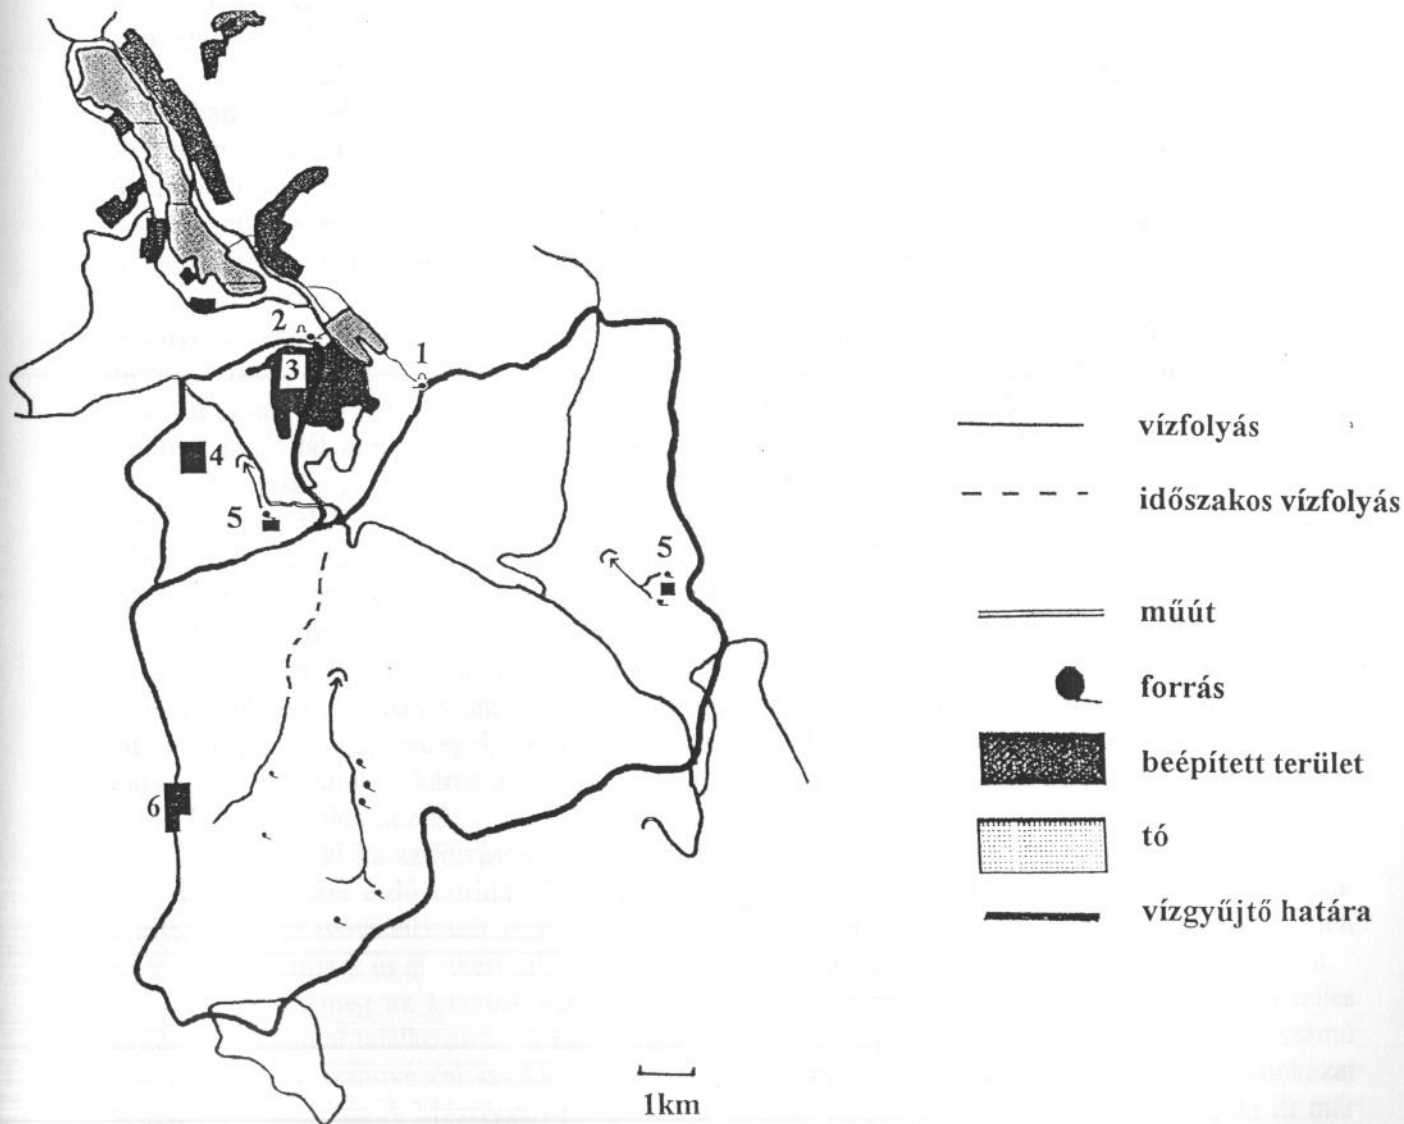 2
1
3
4
5
5
6
vízfolyás
időszakos vízfolyás
műút
forrás
beépített terület
tó
vízgyűjtő határa
1km